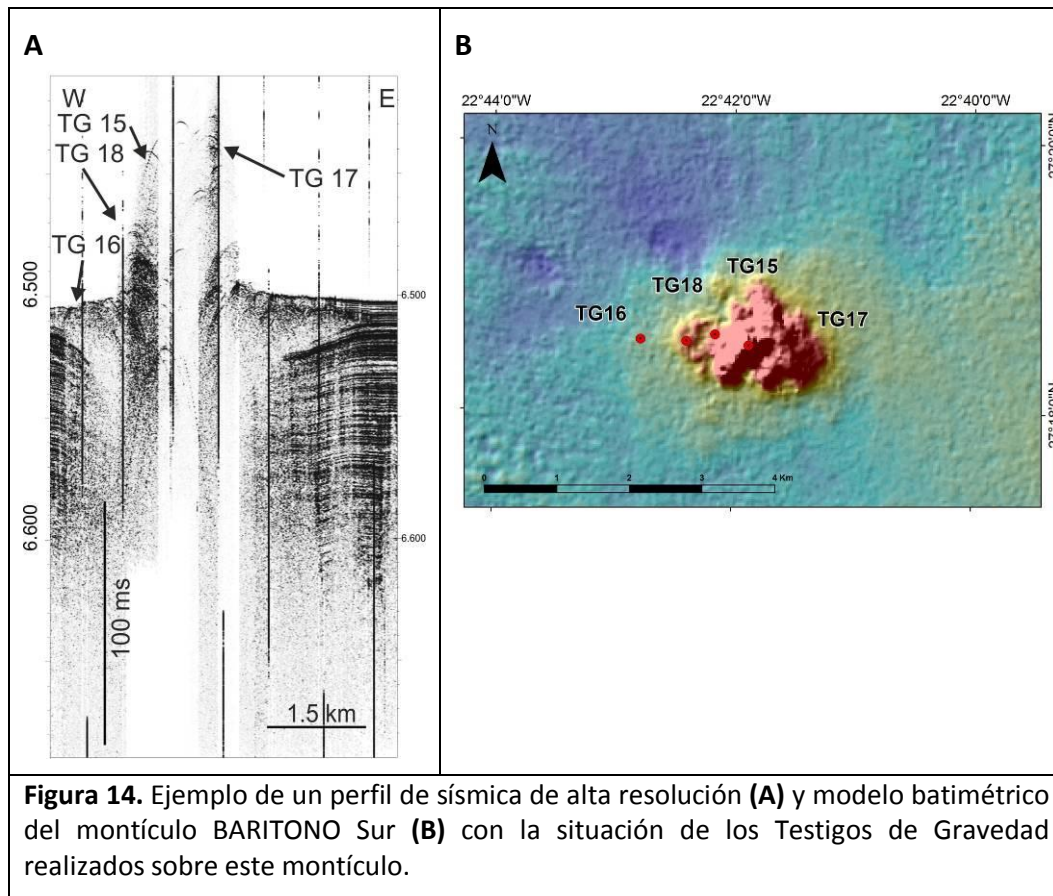 A
W
E
TG 15
TG 18
TG 17
TG 16
6.500
6.500
6.600
6.600
100 ms
1.5 km
B
22°44'0"W
22°42'0"W
22°40'0"W
N
TG15
TG18
TG16
TG17
0
1
2
3
4 Km
Figura 14. Ejemplo de un perfil de sísmica de alta resolución (A) y modelo batimétrico
del montículo BARITONO Sur (B) con la situación de los Testigos de Gravedad
realizados sobre este montículo.